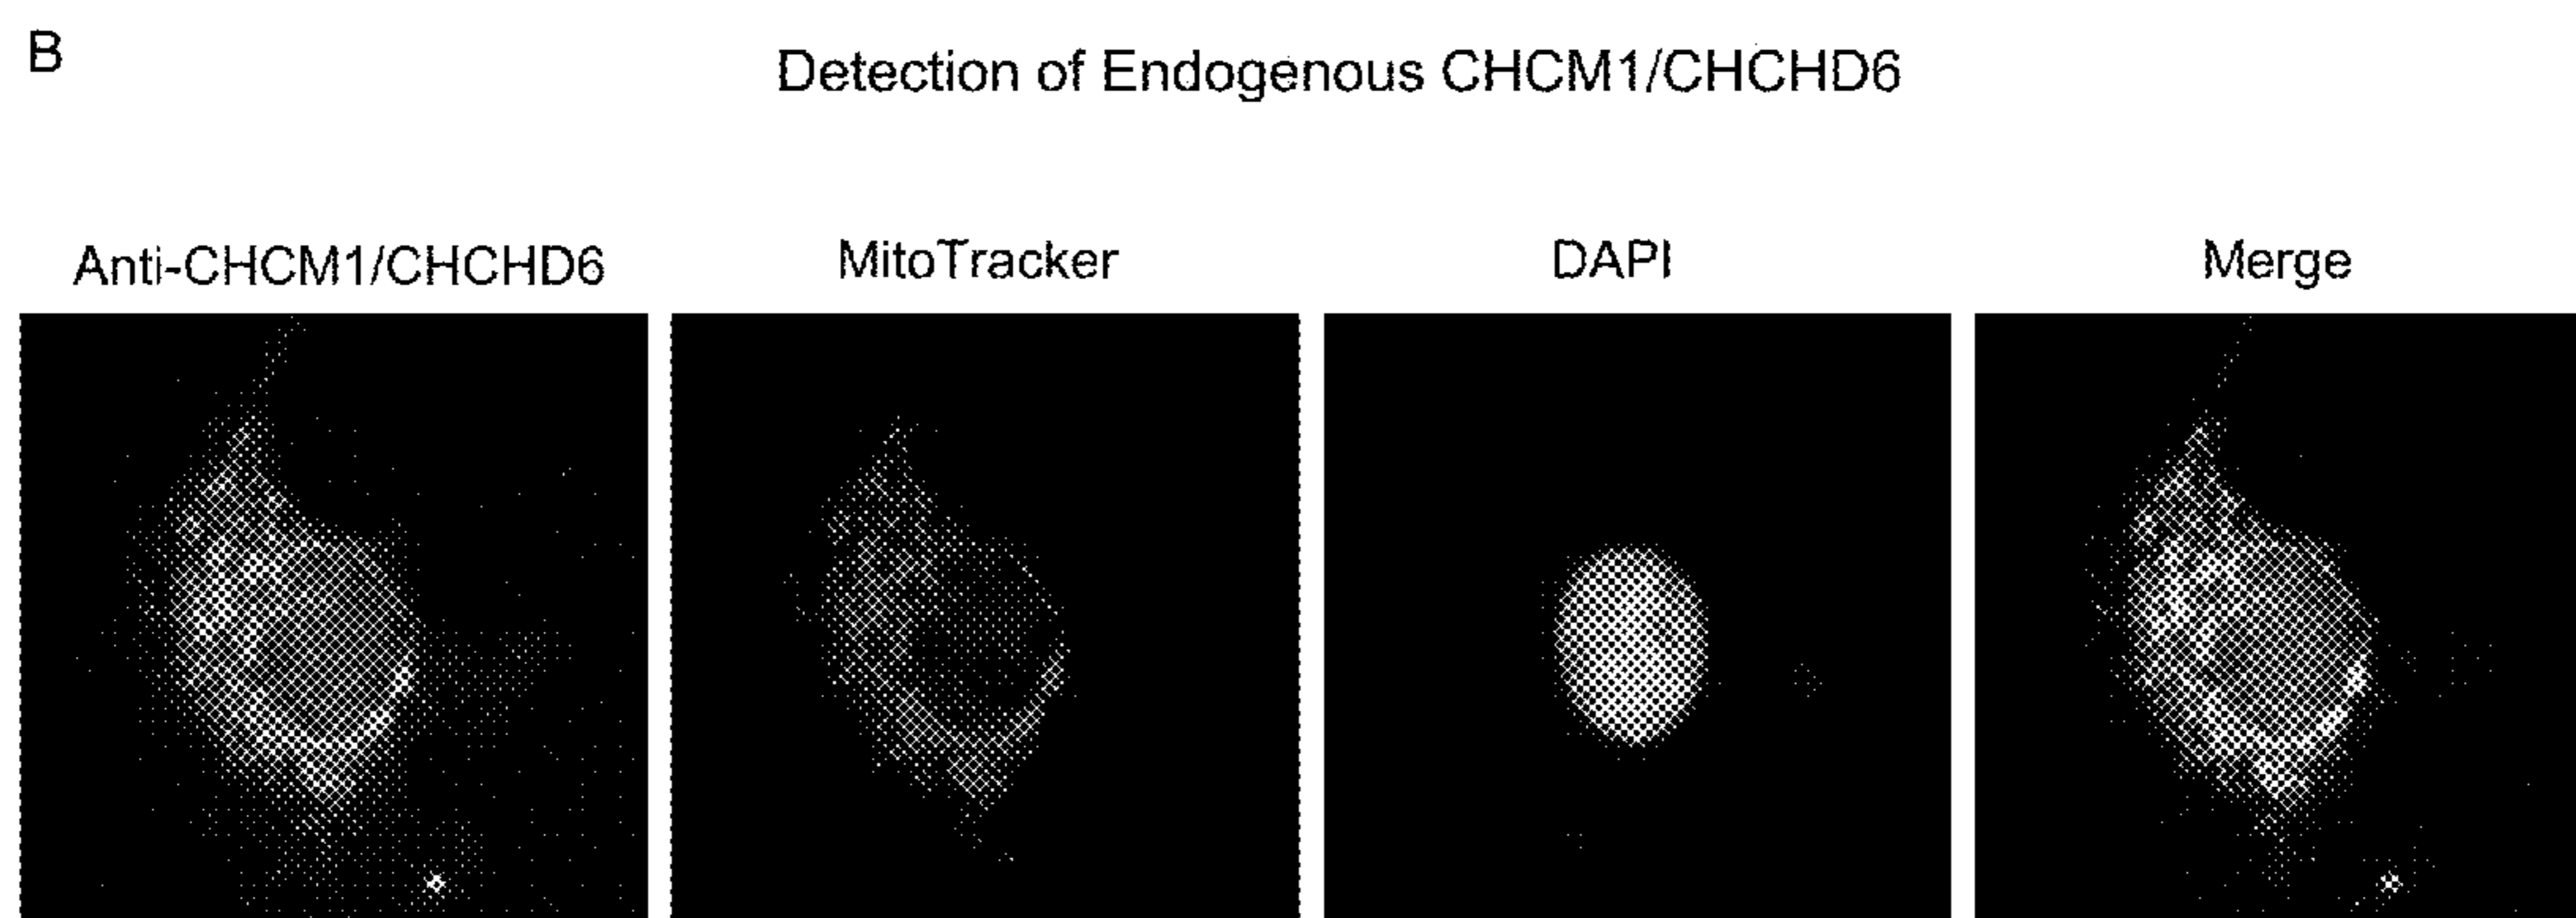 B
Detection of Endogenous CHCM1/CHCHD6
Anti-CHCM1/CHCHD6 MitoTracker DAPI Merge